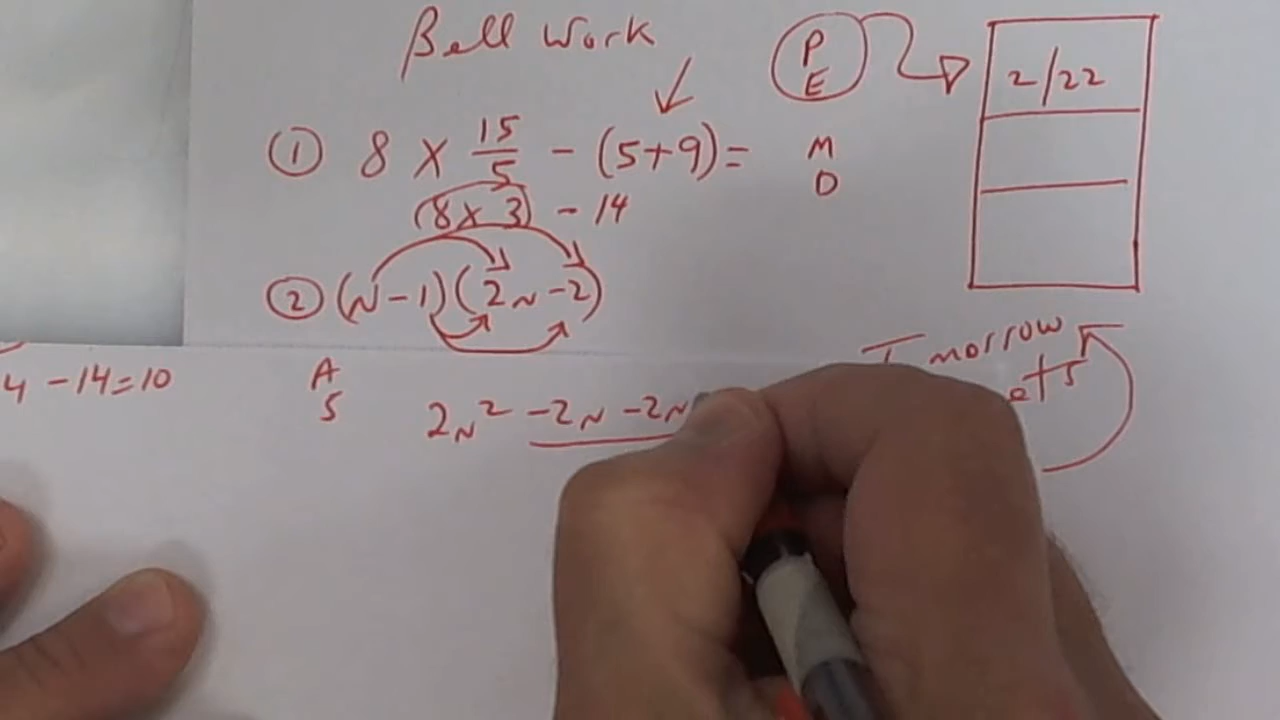 Bell Work
P
E
2/22
① 8 × 15/5 - (5+9) =
M
D
(8 × 3) - 14
② (N-1)(2N-2)
Tomorrow
4 - 14 = 10
A
S
2N² -2N -2N